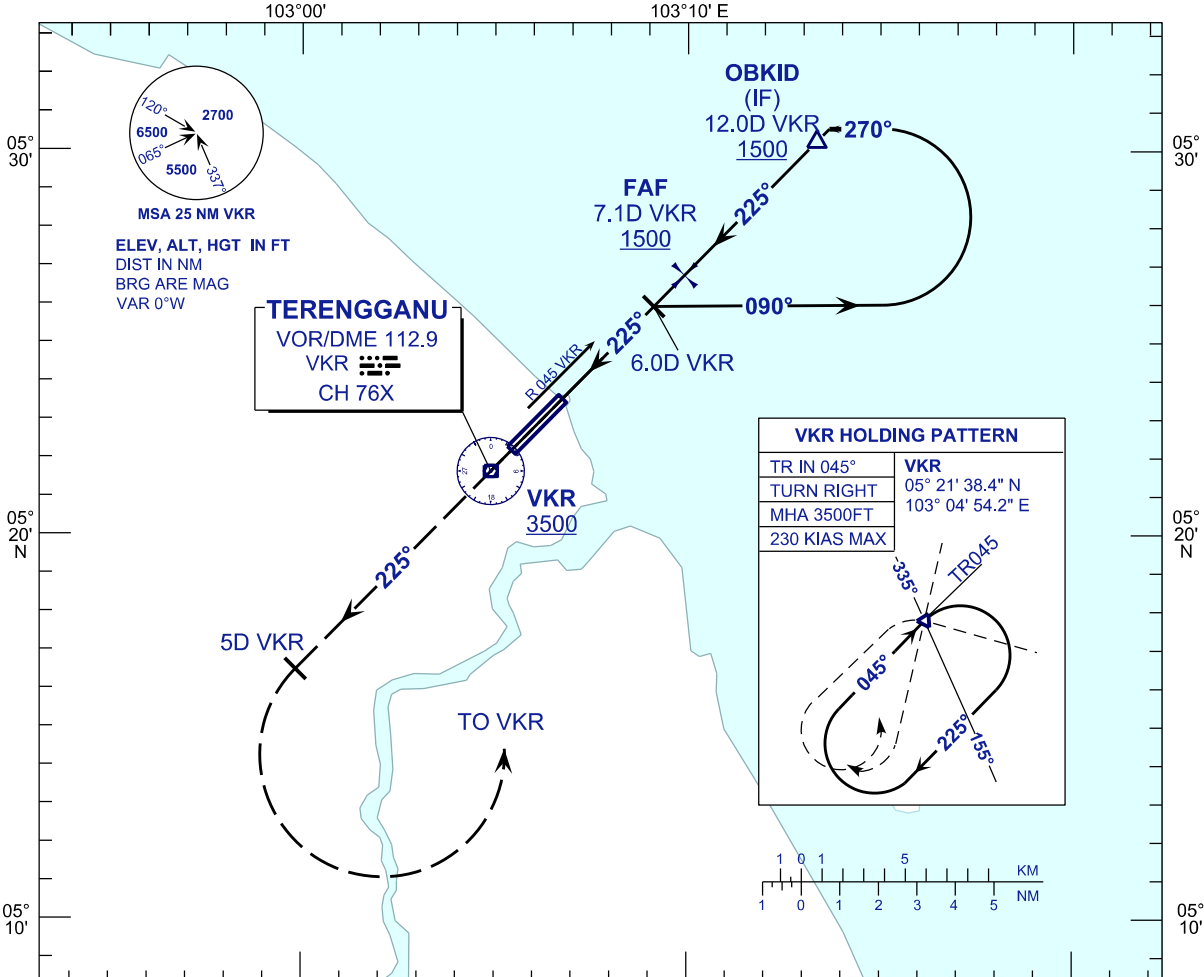 103°00'
103°10' E
05°
30'
120°
2700
6500
065°
5500
337°
MSA 25 NM VKR
ELEV, ALT, HGT IN FT
DIST IN NM
BRG ARE MAG
VAR 0°W
OBKID
(IF)
12.0D VKR
1500
270°
05°
30'
FAF
7.1D VKR
1500
225°
TERENGGANU
VOR/DME 112.9
VKR
CH 76X
090°
225°
6.0D VKR
R 045 VKR
0
27
6
18
VKR
3500
05°
20'
N
05°
20'
N
VKR HOLDING PATTERN
TR IN 045°
TURN RIGHT
MHA 3500FT
230 KIAS MAX
VKR
05° 21' 38.4" N
103° 04' 54.2" E
335°
TR045
045°
225°
155°
225°
5D VKR
TO VKR
1 0 1 5
KM
NM
1 0 1 2 3 4 5
05°
10'
05°
10'